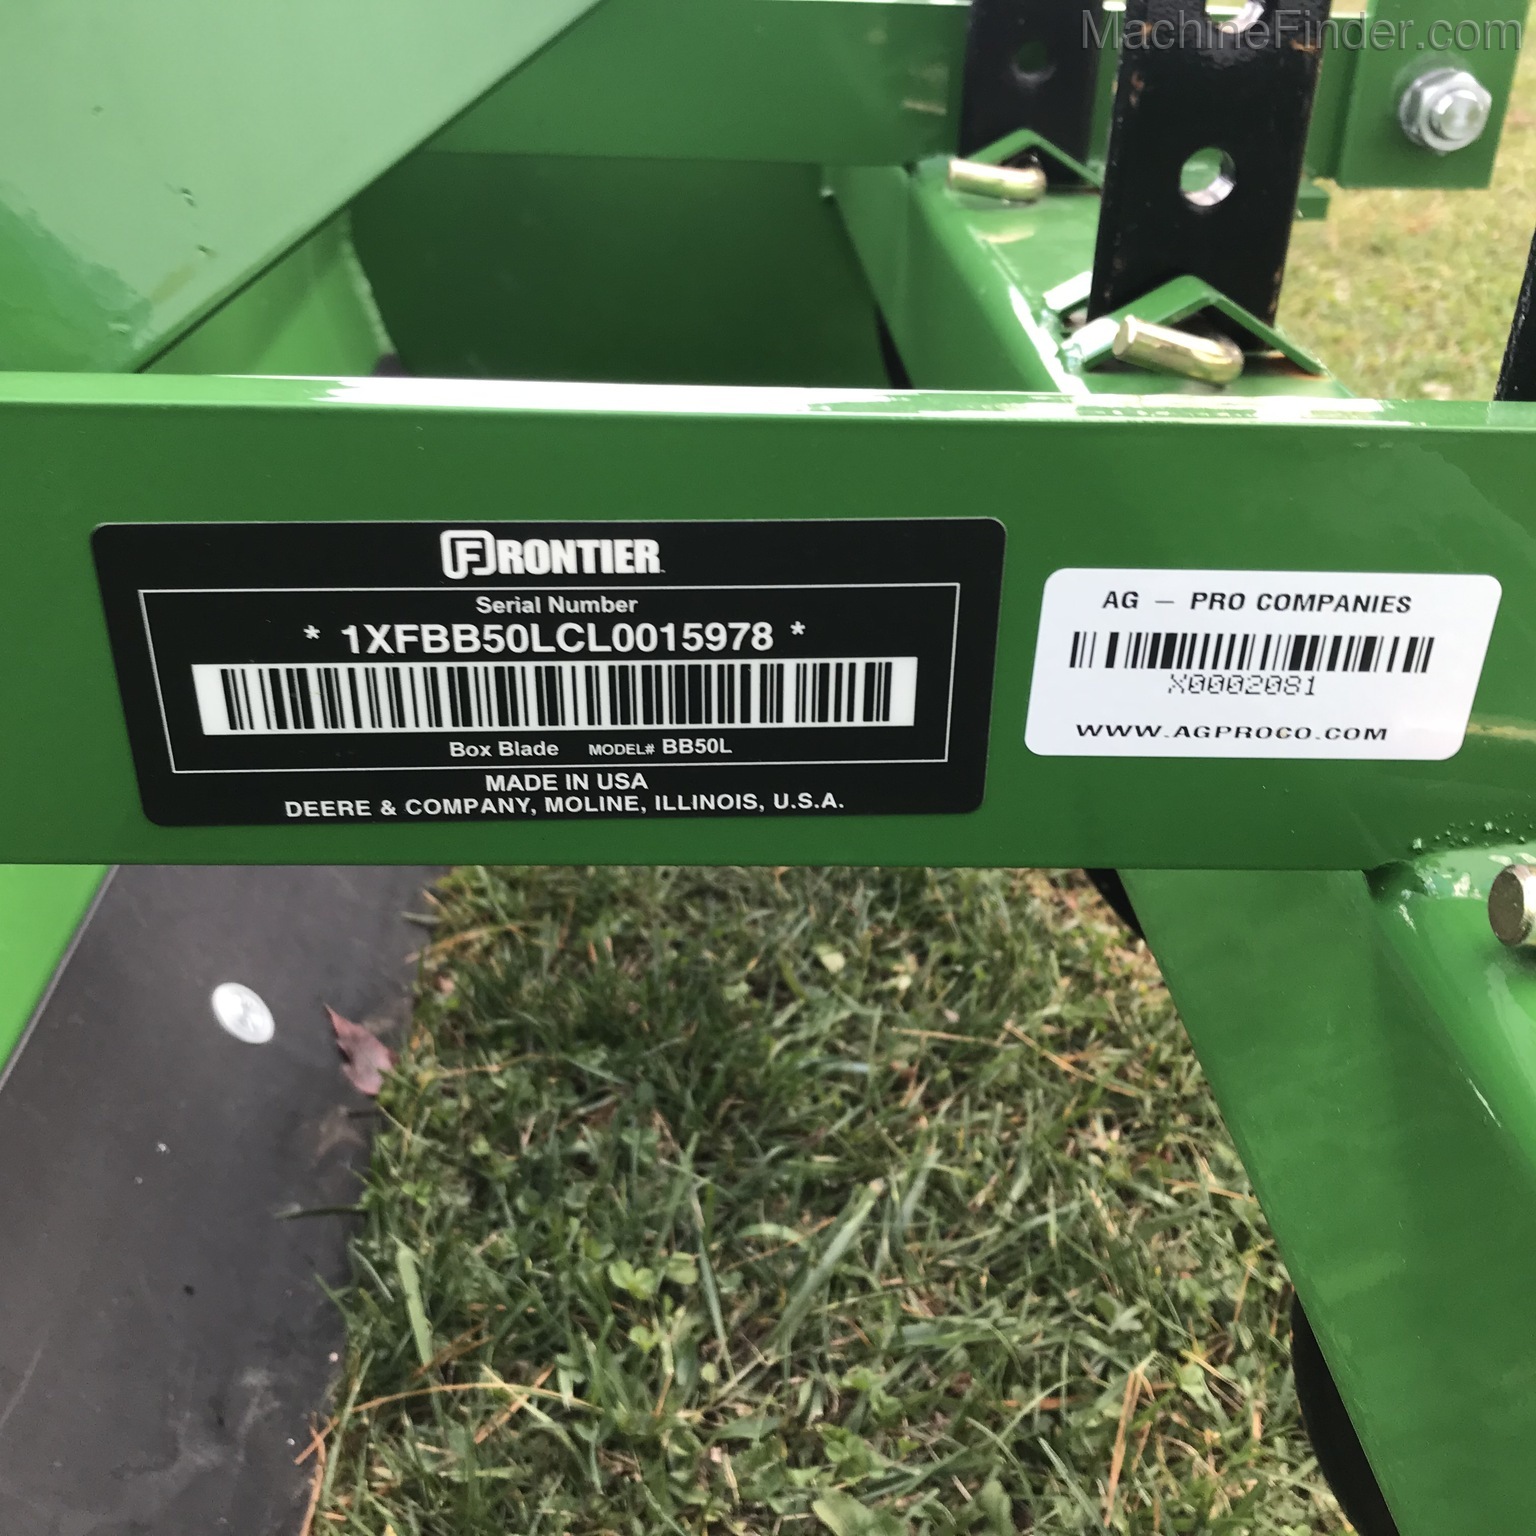 MachineFinder.com
FRONTIER
Serial Number
* 1XFBB50LCL0015978 *
Box Blade MODEL# BB50L
MADE IN USA
DEERE & COMPANY, MOLINE, ILLINOIS, U.S.A.
AG - PRO COMPANIES
X0002081
WWW.AGPROCO.COM